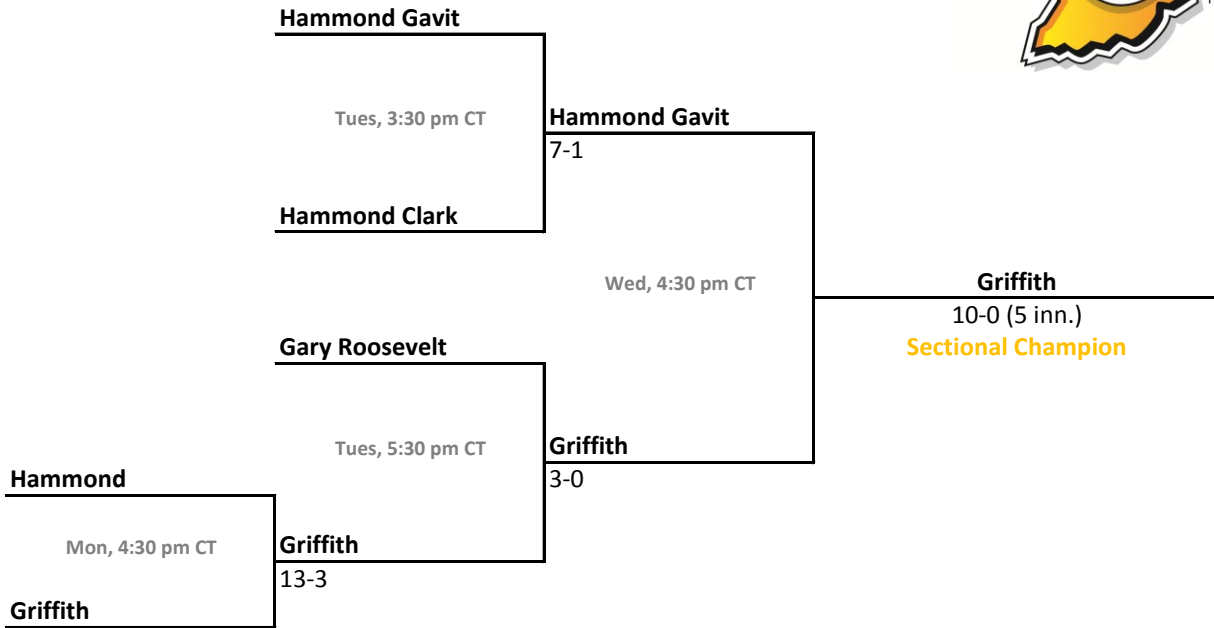 Hammond Gavit
Tues, 3:30 pm CT
Hammond Gavit
7-1
Hammond Clark
Wed, 4:30 pm CT
Griffith
10-0 (5 inn.)
Sectional Champion
Gary Roosevelt
Tues, 5:30 pm CT
Griffith
3-0
Hammond
Mon, 4:30 pm CT
Griffith
13-3
Griffith